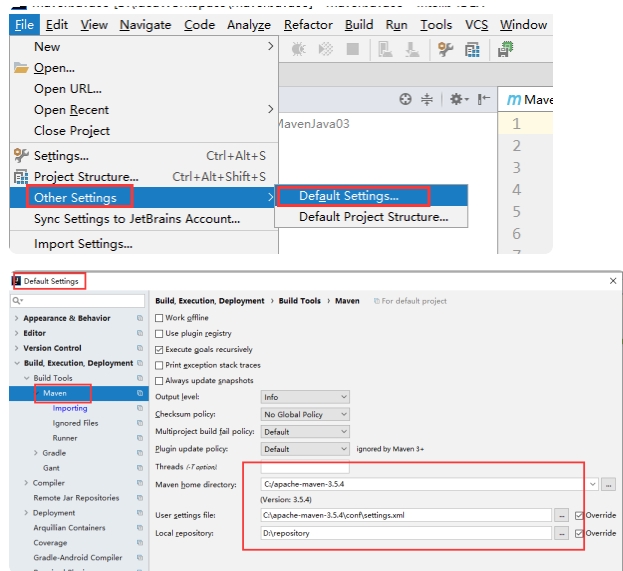 File Edit View Navigate Code Analyze Refactor Build Run Tools VCS Window
New
Open...
Open URL...
Open Recent
Close Project
Settings... Ctrl+Alt+S
Project Structure... Ctrl+Alt+Shift+S
Other Settings
Sync Settings to JetBrains Account...
Import Settings...
Default Settings...
Default Project Structure...
MavenJava03
m Mave
1
2
3
4
5
6
Default Settings
Build, Execution, Deployment > Build Tools > Maven For default project
Appearance & Behavior
Editor
Version Control
Build, Execution, Deployment
Build Tools
Maven
Importing
Ignored Files
Runner
Gradle
Gant
Compiler
Remote Jar Repositories
Deployment
Arquillian Containers
Coverage
Gradle-Android Compiler
Work offline
Use plugin registry
Execute goals recursively
Print exception stack traces
Always update snapshots
Output level: Info
Checksum policy: No Global Policy
Multiproject build fail policy: Default
Plugin update policy: Default ignored by Maven 3+
Threads (-T option)
Maven home directory: C:/apache-maven-3.5.4
(Version: 3.5.4)
User settings file: C:\apache-maven-3.5.4\conf\settings.xml ... Override
Local repository: D:\repository ... Override